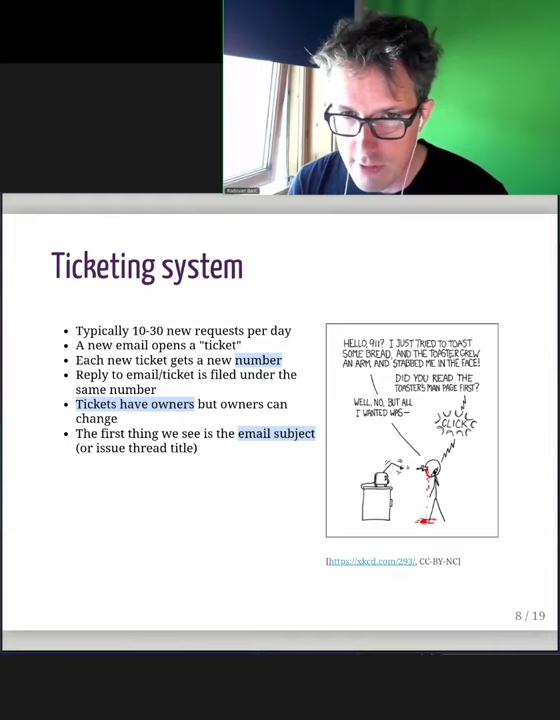 Radovan Bast
Ticketing system
Typically 10-30 new requests per day
A new email opens a "ticket"
Each new ticket gets a new number
Reply to email/ticket is filed under the
same number
Tickets have owners but owners can
change
The first thing we see is the email subject
(or issue thread title)
HELLO, 911? I JUST TRIED TO TOAST
SOME BREAD, AND THE TOASTER GREW
AN ARM AND STABBED ME IN THE FACE!
DID YOU READ THE
TOASTER'S MAN PAGE FIRST?
WELL, NO, BUT ALL
I WANTED WAS—
CLICK
[https://xkcd.com/293/, CC-BY-NC]
8 / 19